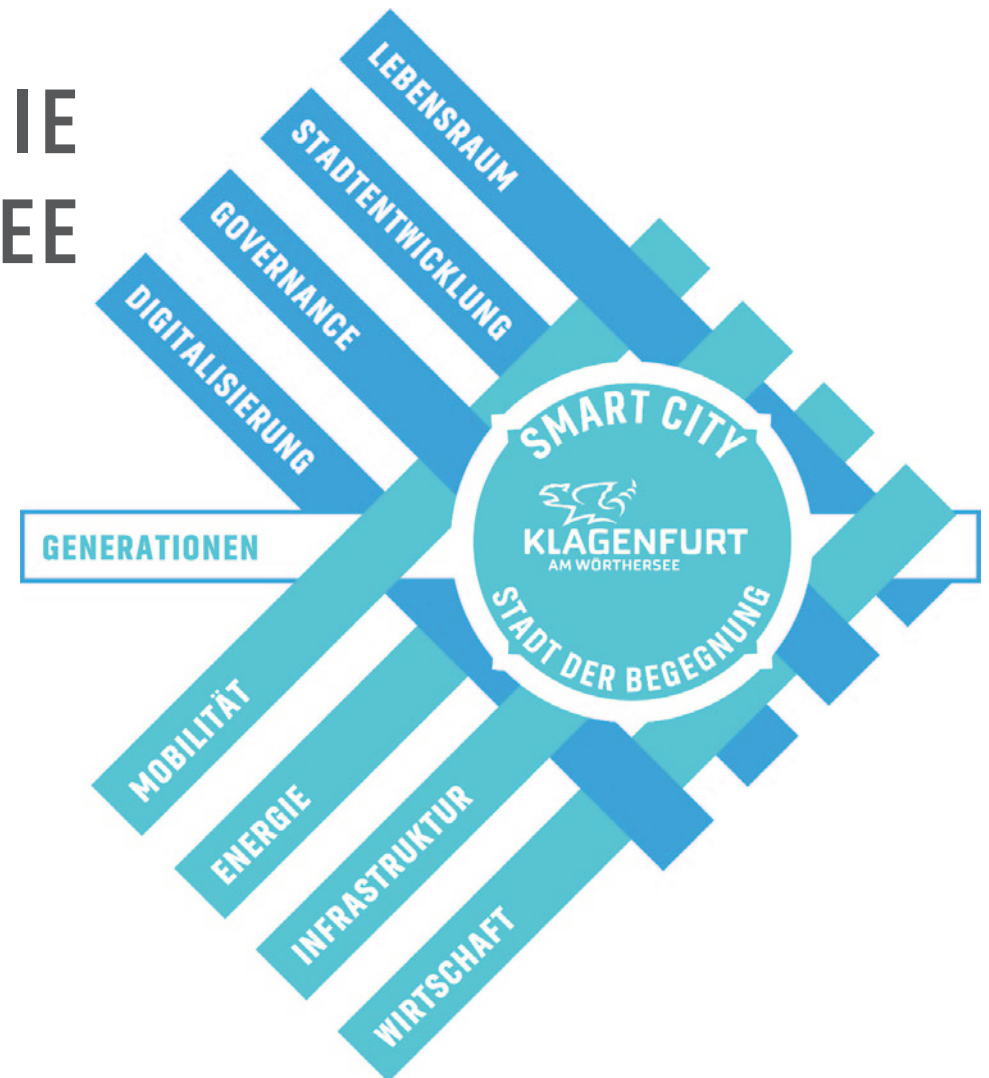 IE
EE
LEBENSRAUM
STADTENTWICKLUNG
GOVERNANCE
DIGITALISIERUNG
GENERATIONEN
SMART CITY
KLAGENFURT
AM WÖRTHERSEE
STADT DER BEGEGNUNG
MOBILITÄT
ENERGIE
INFRASTRUKTUR
WIRTSCHAFT